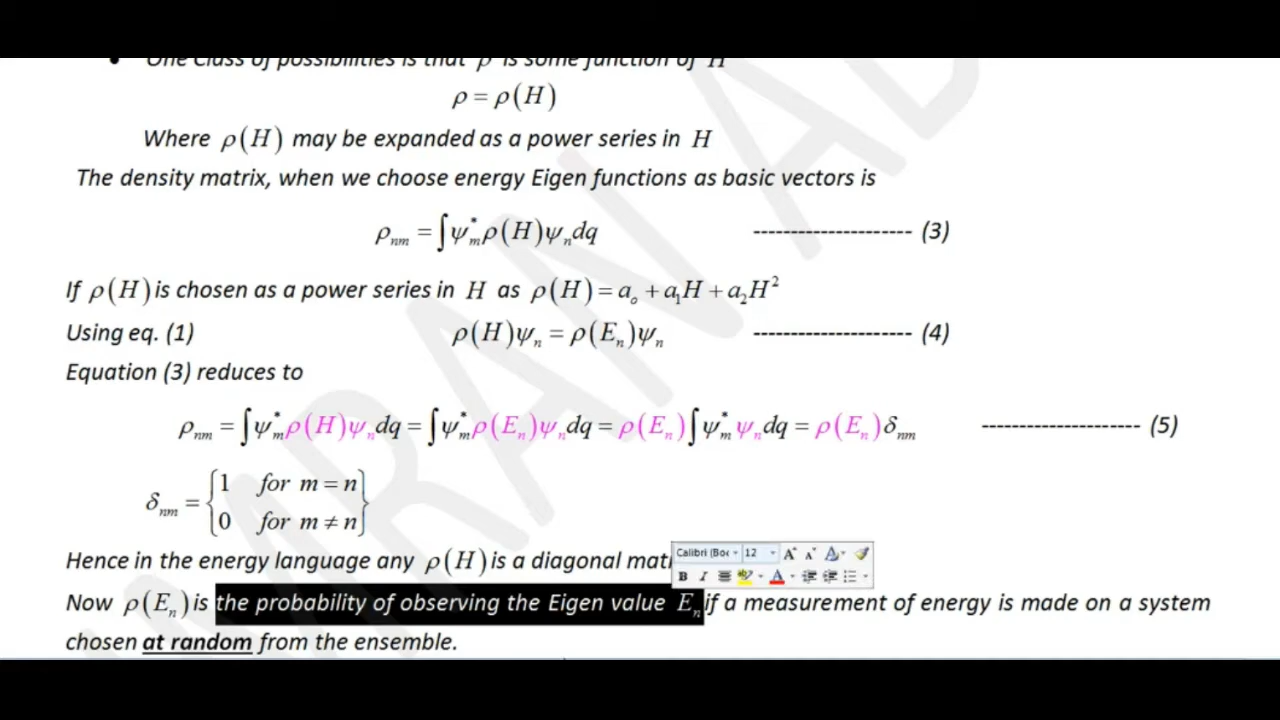 One Class of possibilities is that ρ is some function of H
ρ = ρ(H)
Where ρ(H) may be expanded as a power series in H
The density matrix, when we choose energy Eigen functions as basic vectors is
ρ_nm = ∫ψ*_m ρ(H)ψ_n dq --------------------- (3)
If ρ(H) is chosen as a power series in H as ρ(H) = a_o + a_1H + a_2H²
Using eq. (1) ρ(H)ψ_n = ρ(E_n)ψ_n --------------------- (4)
Equation (3) reduces to
ρ_nm = ∫ψ*_m ρ(H)ψ_n dq = ∫ψ*_m ρ(E_n)ψ_n dq = ρ(E_n)∫ψ*_m ψ_n dq = ρ(E_n)δ_nm --------------------- (5)
δ_nm = {1 for m = n
0 for m ≠ n}
Hence in the energy language any ρ(H) is a diagonal mat
Calibri (Boc 12
Now ρ(E_n) is the probability of observing the Eigen value E_n if a measurement of energy is made on a system
chosen at random from the ensemble.